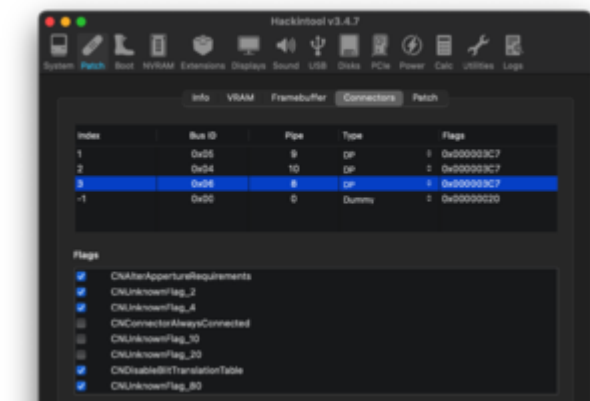 Hackintool v3.4.7
System Patch Boot NVRAM Extensions Displays Sound USB Disks PCIe Power Calc Utilities Logs
Info VRAM Framebuffer Connectors Patch
Index Bus ID Pipe Type Flags
1 0x05 9 DP 0x000003C7
2 0x04 10 DP 0x000003C7
3 0x06 8 DP 0x000003C7
-1 0x00 0 Dummy 0x00000020
Flags
CNAlterAppertureRequirements
CNUnknownFlag_2
CNUnknownFlag_4
CNConnectorAlwaysConnected
CNUnknownFlag_10
CNUnknownFlag_20
CNDisableBlitTranslationTable
CNUnknownFlag_80